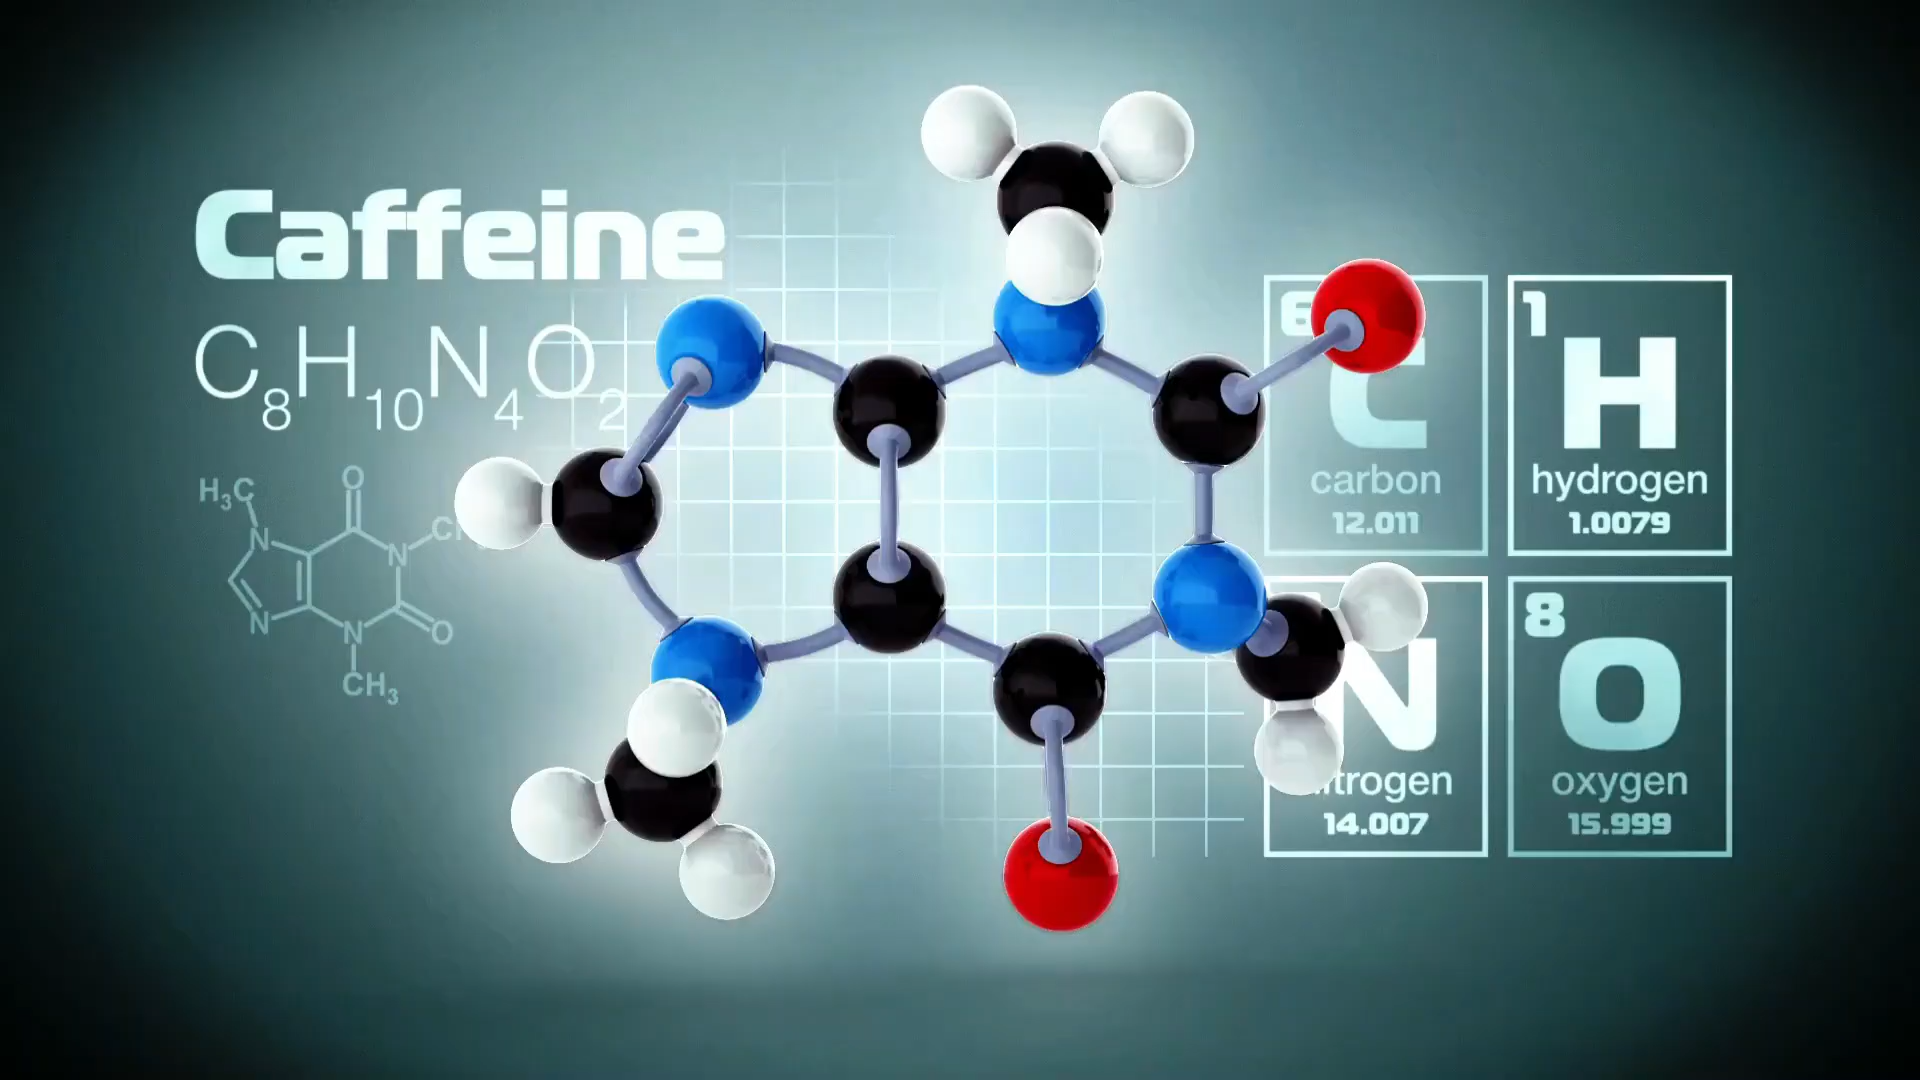 Caffeine
C₈H₁₀N₄O₂
H₃C
O
N
N
N
N
O
CH₃
6
C
carbon
12.011
1
H
hydrogen
1.0079
N
14.007
8
O
oxygen
15.999